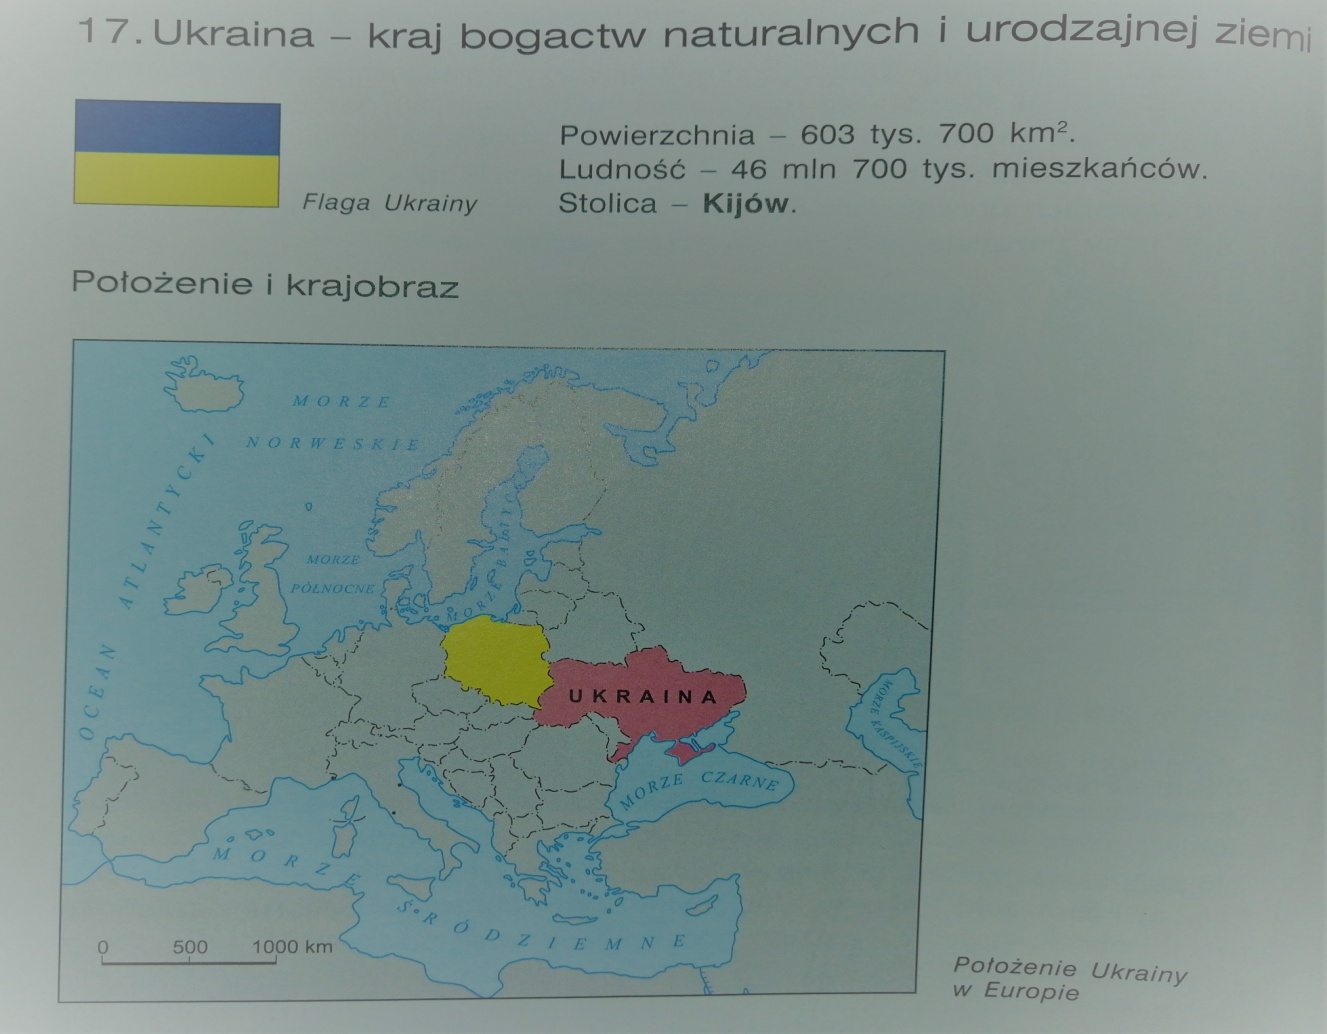 17. Ukraina – kraj bogactw naturalnych i urodzajnej ziemi
Flaga Ukrainy
Powierzchnia – 603 tys. 700 km².
Ludność – 46 mln 700 tys. mieszkańców.
Stolica – Kijów.
Położenie i krajobraz
MORZE
NORWESKIE
OCEAN ATLANTYCKI
MORZE
PÓŁNOCNE
MORZE BAŁTYC
UKRAINA
MORZE KASPIJSKIE
MORZE CZARNE
MORZE
ŚRÓDZIEMNE
0 500 1000 km
Położenie Ukrainy
w Europie